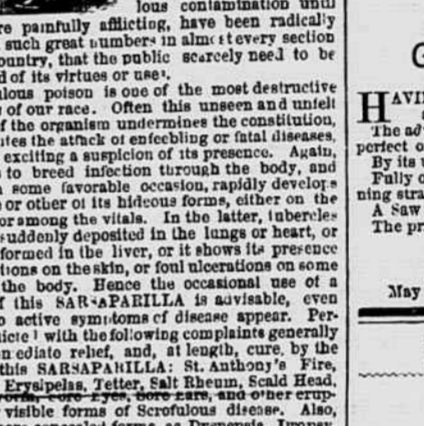 lous contamination until
re painfully afflicting, have been radically
such great numbers in almost every section
ountry, that the public scarcely need to be
d of its virtues or uses.
ulous poison is one of the most destructive
of our race. Often this unseen and unfelt
f the organism undermines the constitution,
ites the attack of enfeebling or fatal diseases,
exciting a suspicion of its presence. Again,
to breed infection through the body, and
some favorable occasion, rapidly develops
or other of its hideous forms, either on the
or among the vitals. In the latter, tubercles
suddenly deposited in the lungs or heart, or
formed in the liver, or it shows its presence
tions on the skin, or foul ulcerations on some
the body. Hence the occasional use of a
f this SARSAPARILLA is advisable, even
o active symptoms of disease appear. Per-
licted with the following complaints generally
mediate relief, and, at length, cure, by the
this SARSAPARILLA: St. Anthony's Fire,
Erysipelas, Tetter, Salt Rheum, Scald Head,
worm, Sore Eyes, Sore Ears, and other erup-
visible forms of Scrofulous disease. Also,
concealed forms, as Dyspepsia, Dropsy,
HAVI
The ad
perfect o
By its u
Fully o
ning stra
A Saw
The pr
May